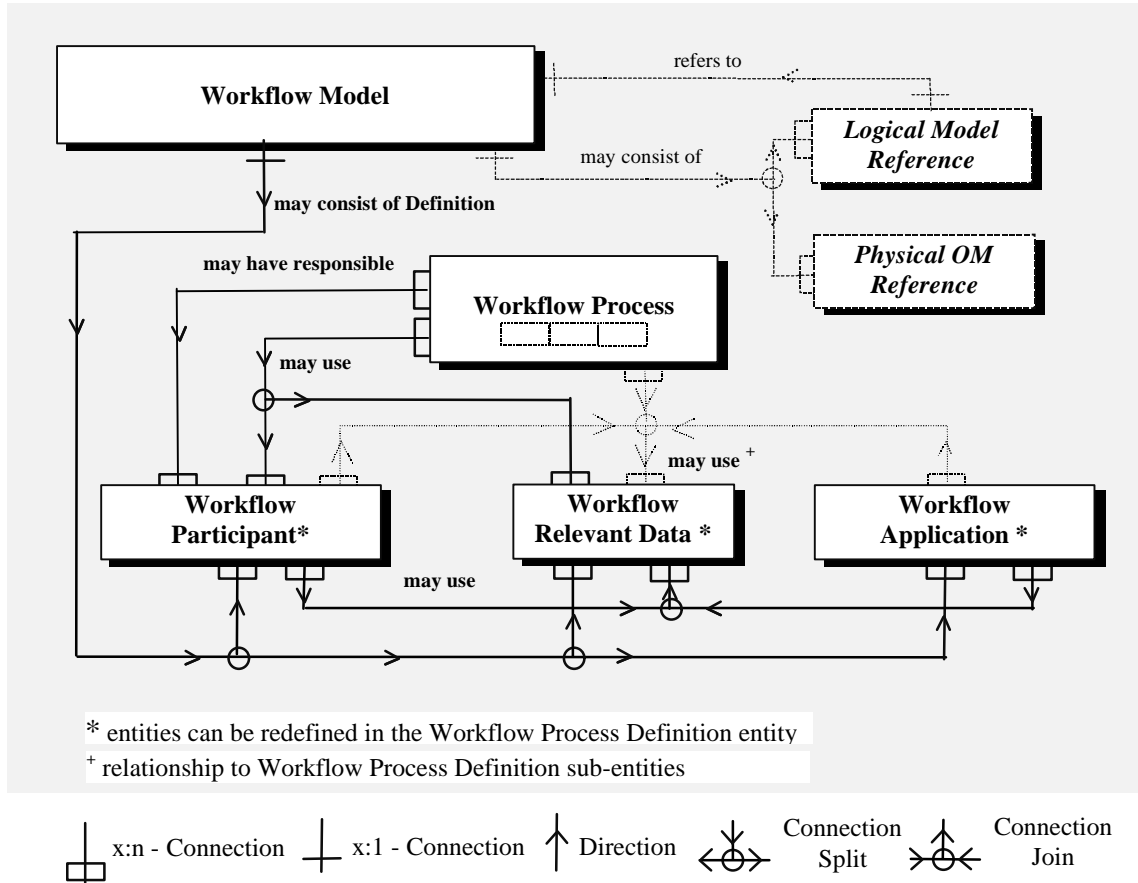 refers to
Workflow Model
Logical Model
Reference
may consist of
may consist of Definition
Physical OM
Reference
may have responsible
Workflow Process
may use
may use +
Workflow
Participant*
Workflow
Relevant Data *
Workflow
Application *
may use
* entities can be redefined in the Workflow Process Definition entity
+ relationship to Workflow Process Definition sub-entities
x:n - Connection
x:1 - Connection
Direction
Connection
Split
Connection
Join